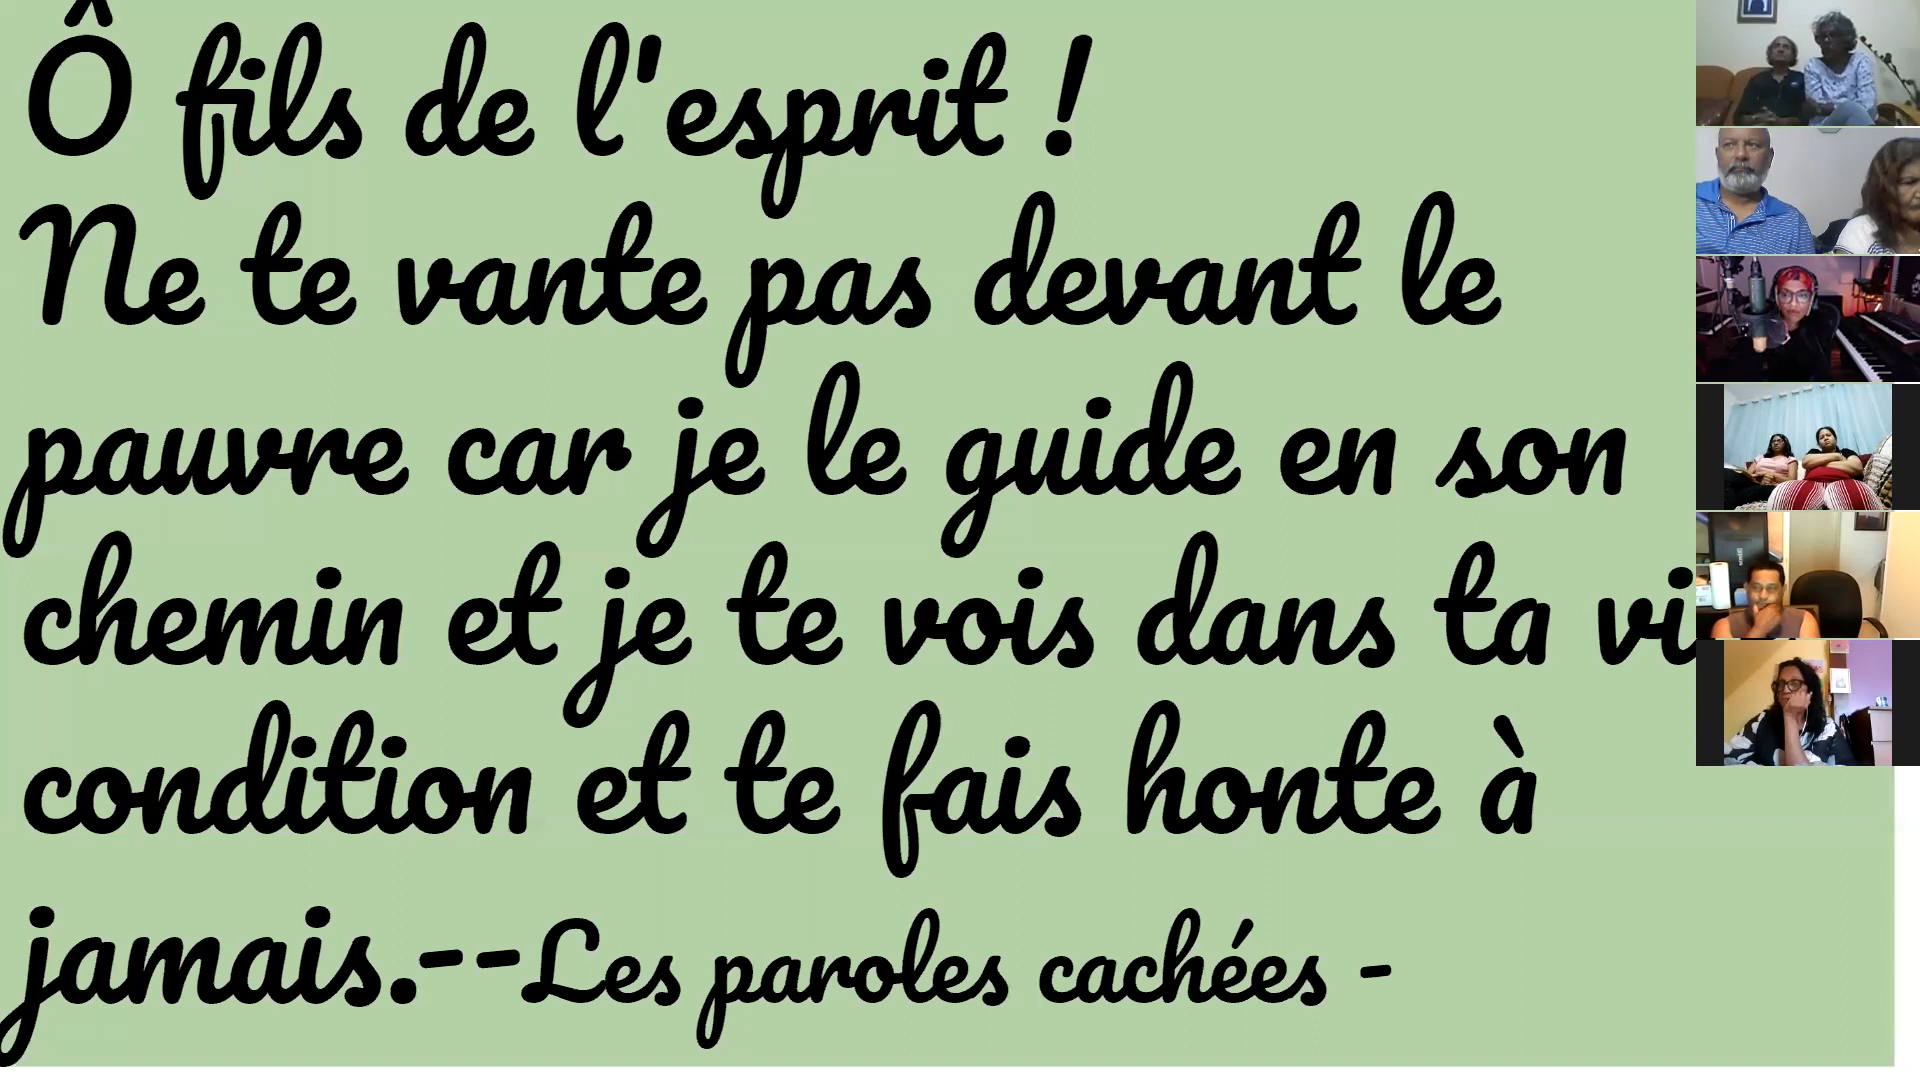 Ô fils de l'esprit !
Ne te vante pas devant le
pauvre car je le guide en son
chemin et je te vois dans ta
condition et te fais honte à
jamais.--Les paroles cachées -